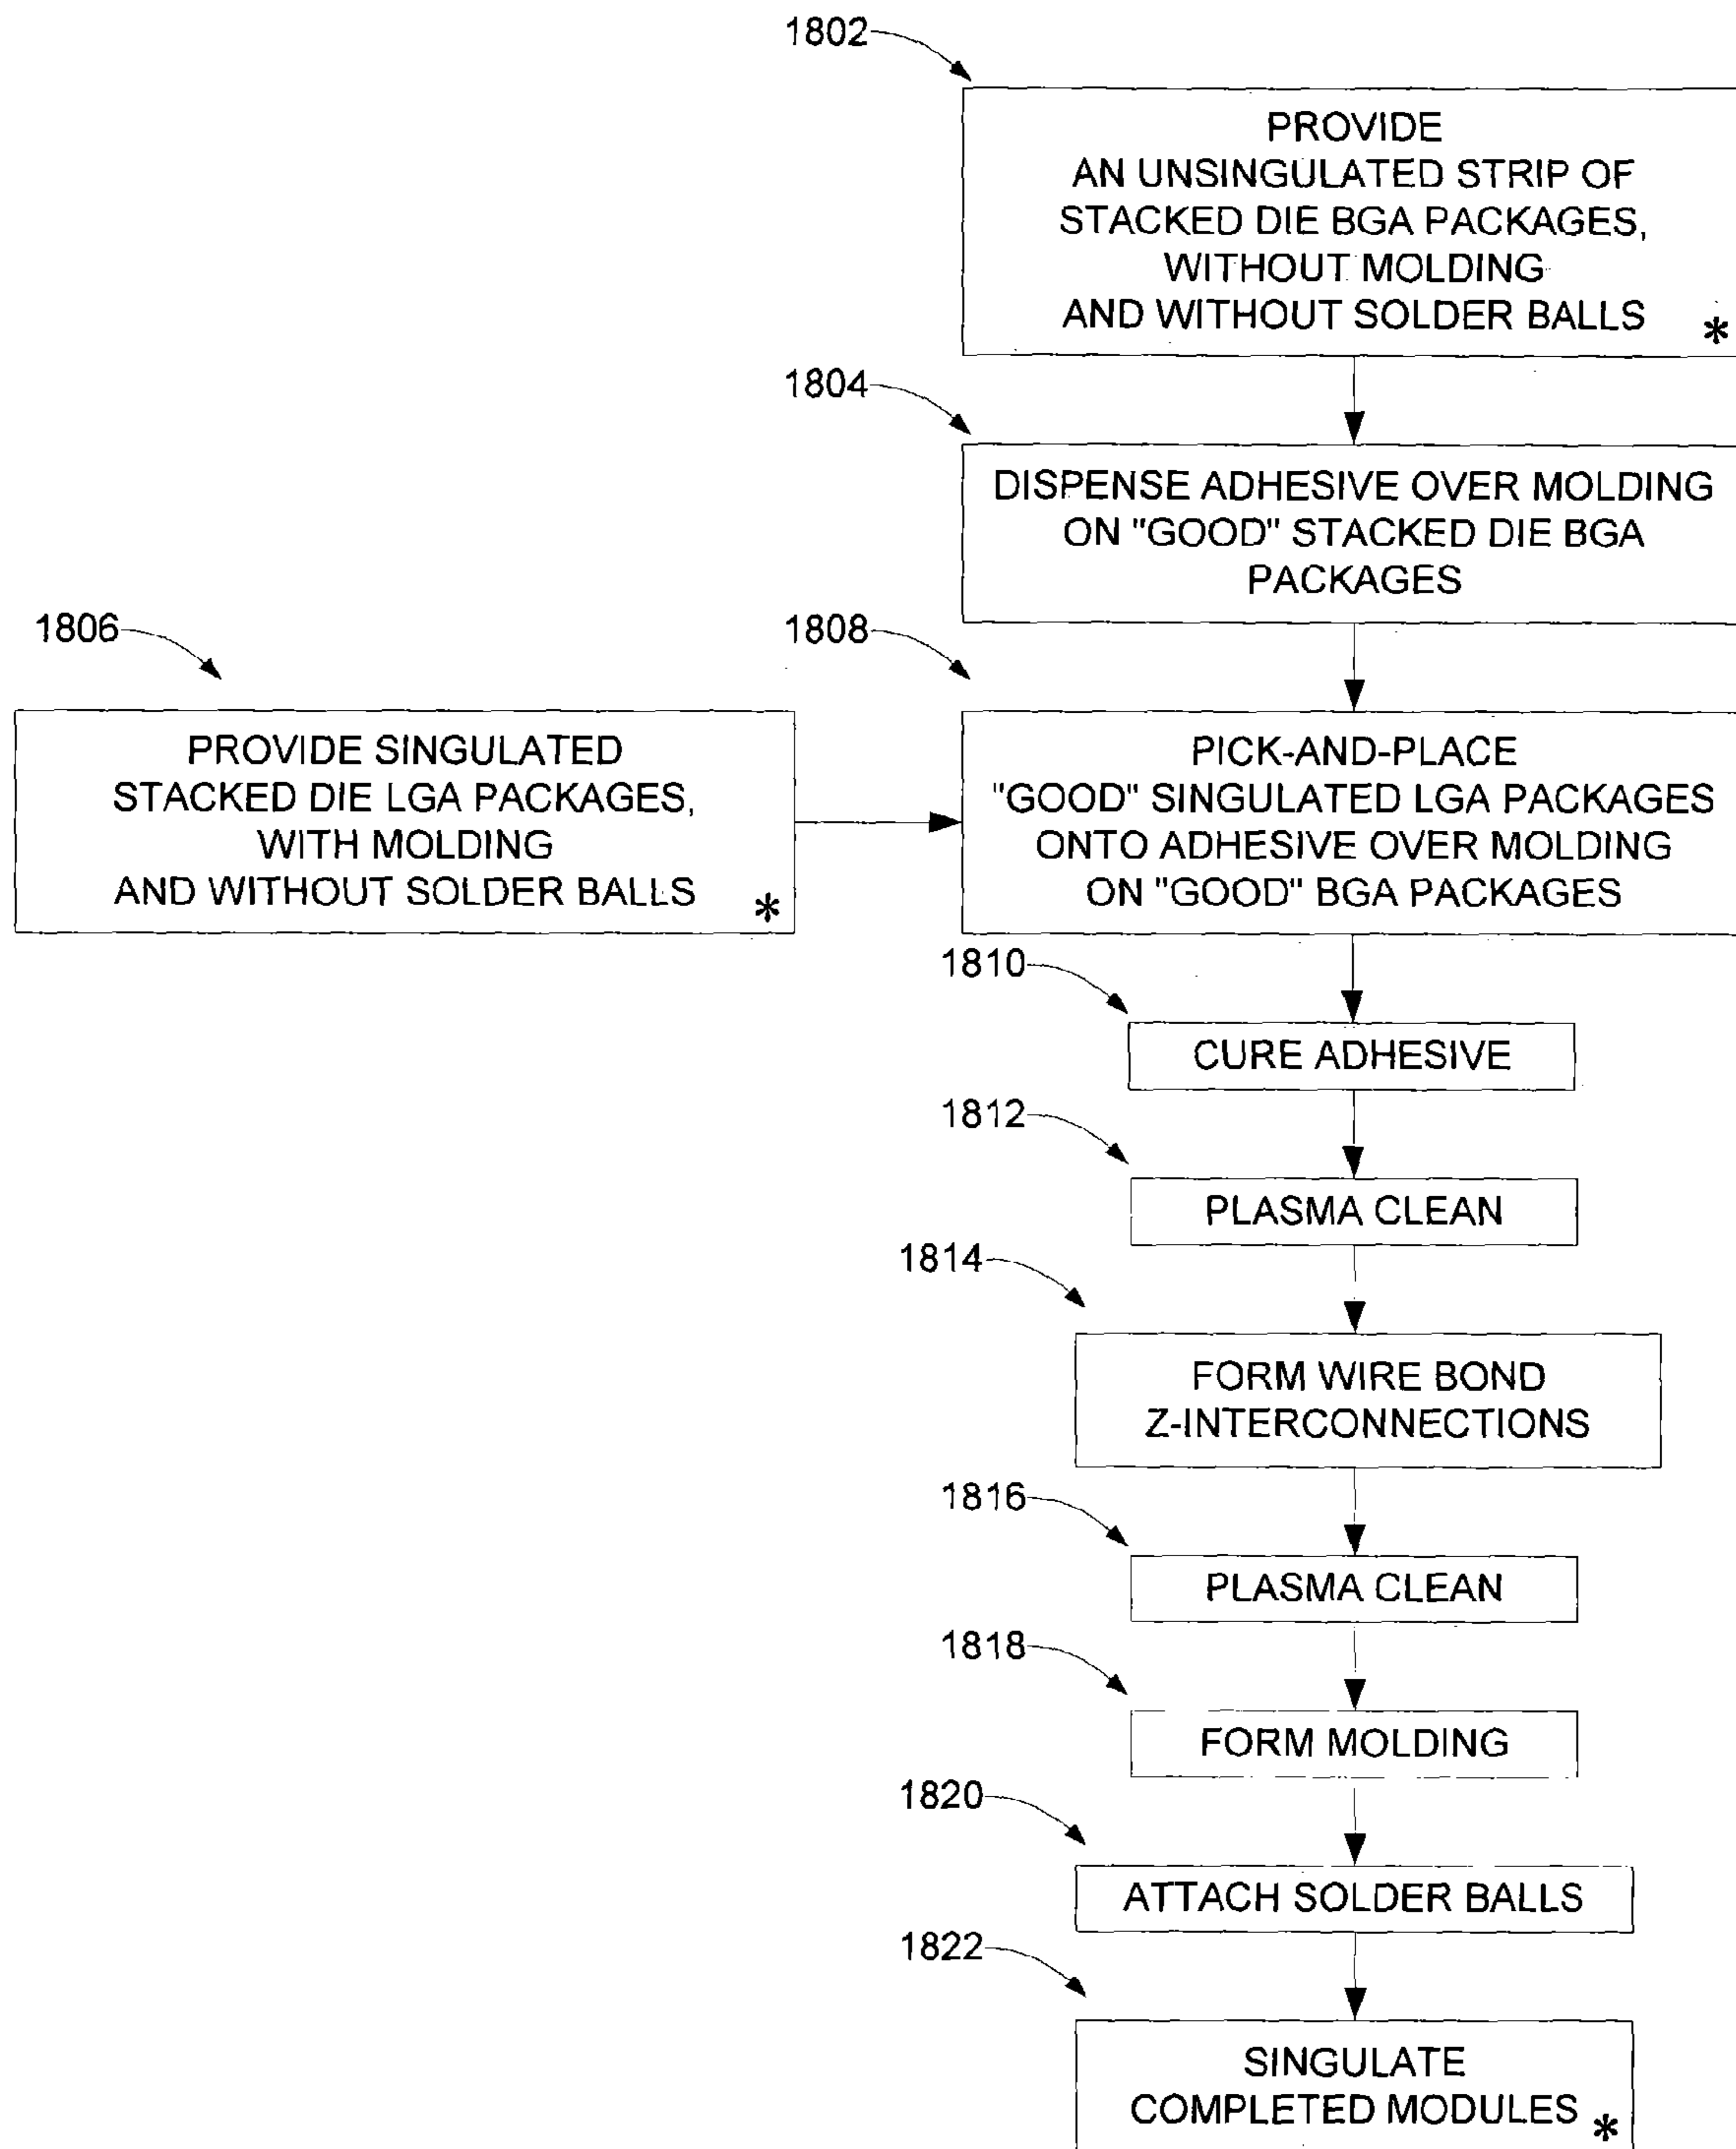 1802
PROVIDE
AN UNSINGULATED STRIP OF
STACKED DIE BGA PACKAGES,
WITHOUT MOLDING
AND WITHOUT SOLDER BALLS
*
1804
DISPENSE ADHESIVE OVER MOLDING
ON "GOOD" STACKED DIE BGA
PACKAGES
1806
PROVIDE SINGULATED
STACKED DIE LGA PACKAGES,
WITH MOLDING
AND WITHOUT SOLDER BALLS
*
1808
PICK-AND-PLACE
"GOOD" SINGULATED LGA PACKAGES
ONTO ADHESIVE OVER MOLDING
ON "GOOD" BGA PACKAGES
1810
CURE ADHESIVE
1812
PLASMA CLEAN
1814
FORM WIRE BOND
Z-INTERCONNECTIONS
1816
PLASMA CLEAN
1818
FORM MOLDING
1820
ATTACH SOLDER BALLS
1822
SINGULATE
COMPLETED MODULES
*